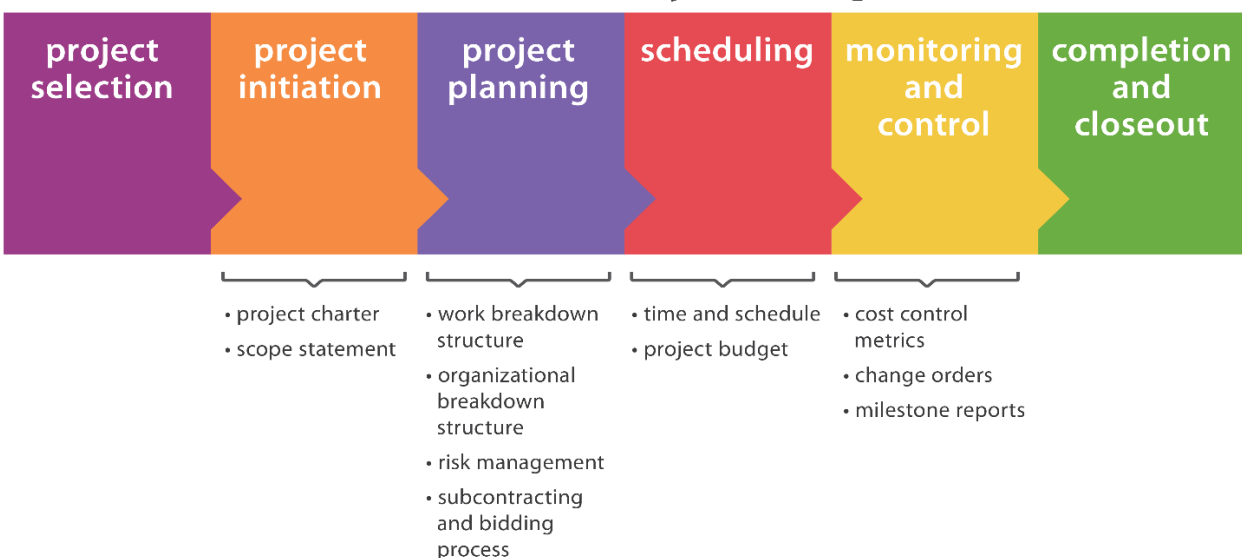 project
selection
project
initiation
project
planning
scheduling
monitoring
and
control
completion
and
closeout
• project charter
• scope statement
• work breakdown
structure
• organizational
breakdown
structure
• risk management
• subcontracting
and bidding
process
• time and schedule
• project budget
• cost control
metrics
• change orders
• milestone reports